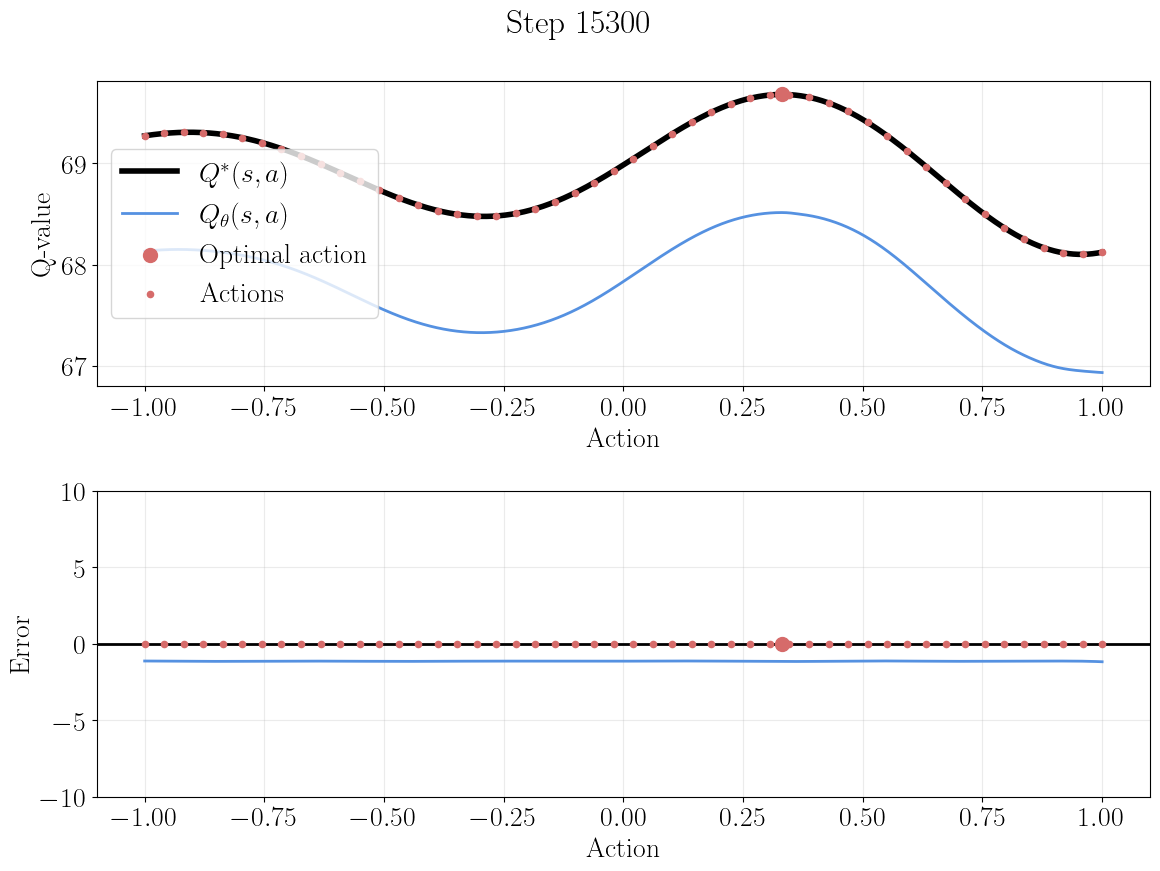 Step 15300
69
68
67
Q-value
Q*(s, a)
Qθ(s, a)
Optimal action
Actions
−1.00 −0.75 −0.50 −0.25 0.00 0.25 0.50 0.75 1.00
Action
10
5
0
−5
−10
Error
−1.00 −0.75 −0.50 −0.25 0.00 0.25 0.50 0.75 1.00
Action